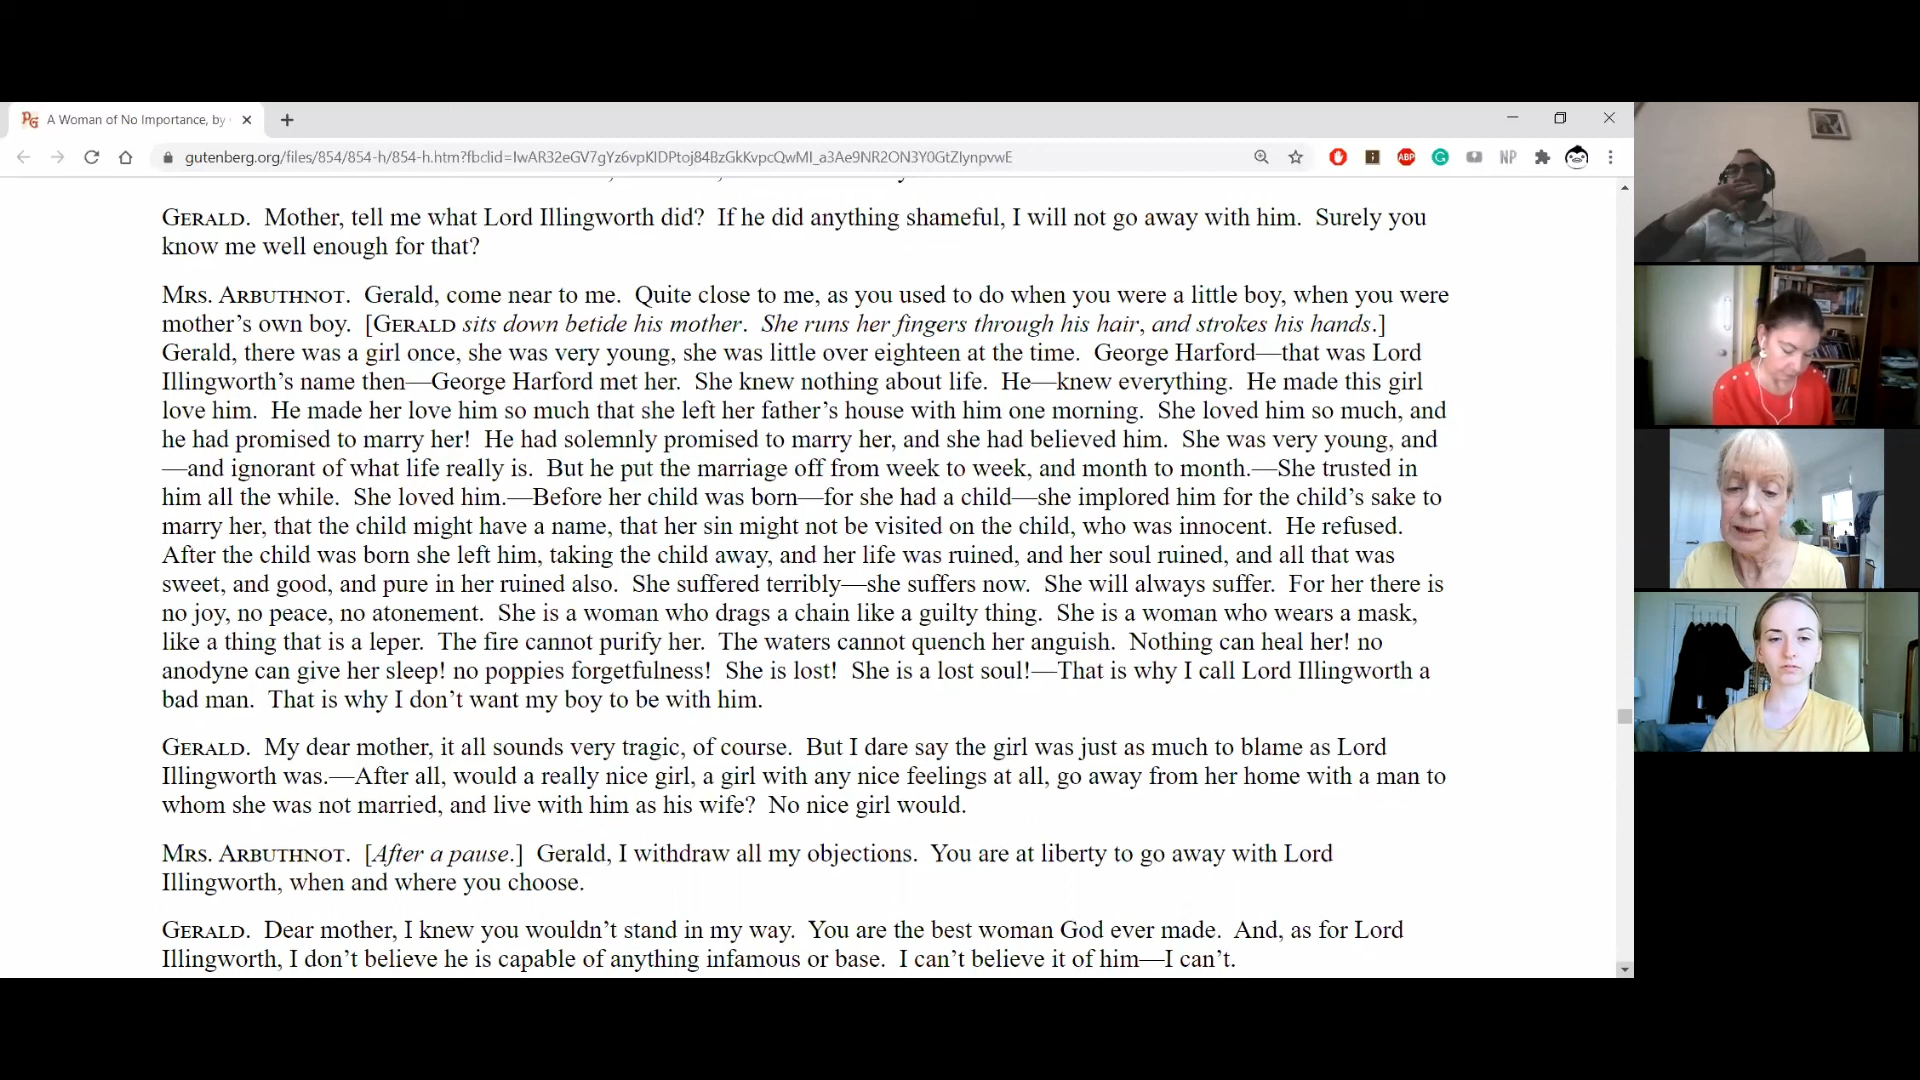 A Woman of No Importance, by
gutenberg.org/files/854/854-h/854-h.htm?fbclid=IwAR32eGV7gYz6vpKIDPtoj84BzGkKvpcQwMI_a3Ae9NR2ON3Y0GtZlynpvwE
ABP
NP
GERALD. Mother, tell me what Lord Illingworth did? If he did anything shameful, I will not go away with him. Surely you
know me well enough for that?
MRS. ARBUTHNOT. Gerald, come near to me. Quite close to me, as you used to do when you were a little boy, when you were
mother’s own boy. [GERALD sits down betide his mother. She runs her fingers through his hair, and strokes his hands.]
Gerald, there was a girl once, she was very young, she was little over eighteen at the time. George Harford—that was Lord
Illingworth’s name then—George Harford met her. She knew nothing about life. He—knew everything. He made this girl
love him. He made her love him so much that she left her father’s house with him one morning. She loved him so much, and
he had promised to marry her! He had solemnly promised to marry her, and she had believed him. She was very young, and
—and ignorant of what life really is. But he put the marriage off from week to week, and month to month.—She trusted in
him all the while. She loved him.—Before her child was born—for she had a child—she implored him for the child’s sake to
marry her, that the child might have a name, that her sin might not be visited on the child, who was innocent. He refused.
After the child was born she left him, taking the child away, and her life was ruined, and her soul ruined, and all that was
sweet, and good, and pure in her ruined also. She suffered terribly—she suffers now. She will always suffer. For her there is
no joy, no peace, no atonement. She is a woman who drags a chain like a guilty thing. She is a woman who wears a mask,
like a thing that is a leper. The fire cannot purify her. The waters cannot quench her anguish. Nothing can heal her! no
anodyne can give her sleep! no poppies forgetfulness! She is lost! She is a lost soul!—That is why I call Lord Illingworth a
bad man. That is why I don’t want my boy to be with him.
GERALD. My dear mother, it all sounds very tragic, of course. But I dare say the girl was just as much to blame as Lord
Illingworth was.—After all, would a really nice girl, a girl with any nice feelings at all, go away from her home with a man to
whom she was not married, and live with him as his wife? No nice girl would.
MRS. ARBUTHNOT. [After a pause.] Gerald, I withdraw all my objections. You are at liberty to go away with Lord
Illingworth, when and where you choose.
GERALD. Dear mother, I knew you wouldn’t stand in my way. You are the best woman God ever made. And, as for Lord
Illingworth, I don’t believe he is capable of anything infamous or base. I can’t believe it of him—I can’t.